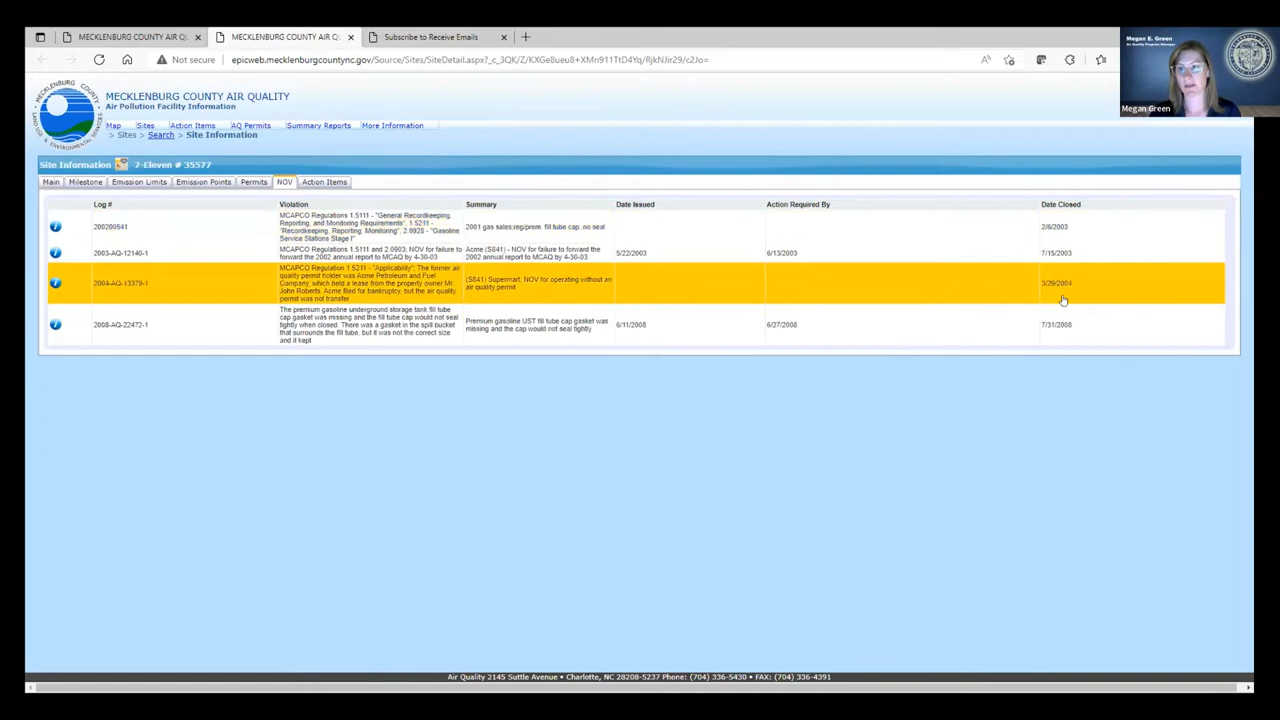 MECKLENBURG COUNTY AIR QU
MECKLENBURG COUNTY AIR QU
Subscribe to Receive Emails
Not secure
epicweb.mecklenburgcountync.gov/Source/Sites/SiteDetail.aspx?_c_3QK/Z/KXGe8ueu8+XMn911TtD4Yq/RjkNJir29/c2Jo=
Megan E. Green
Air Quality Program Manager
Megan Green
MECKLENBURG COUNTY
LAND USE & ENVIRONMENTAL SERVICES
MECKLENBURG COUNTY AIR QUALITY
Air Pollution Facility Information
Map Sites Action Items AQ Permits Summary Reports More Information
> Sites > Search > Site Information
Site Information 7-Eleven # 35577
Main Milestone Emission Limits Emission Points Permits NOV Action Items
Log # Violation Summary Date Issued Action Required By Date Closed
MCAPCO Regulations 1.5111 - "General Recordkeeping,
Reporting, and Monitoring Requirements", 1.5211 -
200200541 "Recordkeeping, Reporting, Monitoring", 2.0928 - "Gasoline 2001 gas sales;reg/prem. fill tube cap. no seal 2/6/2003
Service Stations Stage I"
2003-AQ-12140-1 MCAPCO Regulations 1.5111 and 2.0903; NOV for failure to Acme (S841) - NOV for failure to forward the 5/22/2003 6/13/2003 7/15/2003
forward the 2002 annual report to MCAQ by 4-30-03 2002 annual report to MCAQ by 4-30-03
MCAPCO Regulation 1.5211 - "Applicability"; The former air
quality permit holder was Acme Petroleum and Fuel
2004-AQ-13379-1 Company, which held a lease from the property owner Mr. (S841) Supermart; NOV for operating without an 3/29/2004
John Roberts. Acme filed for bankruptcy, but the air quality air quality permit
permit was not transfer
The premium gasoline underground storage tank fill tube
cap gasket was missing and the fill tube cap would not seal
2008-AQ-22472-1 tightly when closed. There was a gasket in the spill bucket Premium gasoline UST fill tube cap gasket was 6/11/2008 6/27/2008 7/31/2008
that surrounds the fill tube, but it was not the correct size missing and the cap would not seal tightly
and it kept
Air Quality 2145 Suttle Avenue • Charlotte, NC 28208-5237 Phone: (704) 336-5430 • FAX: (704) 336-4391